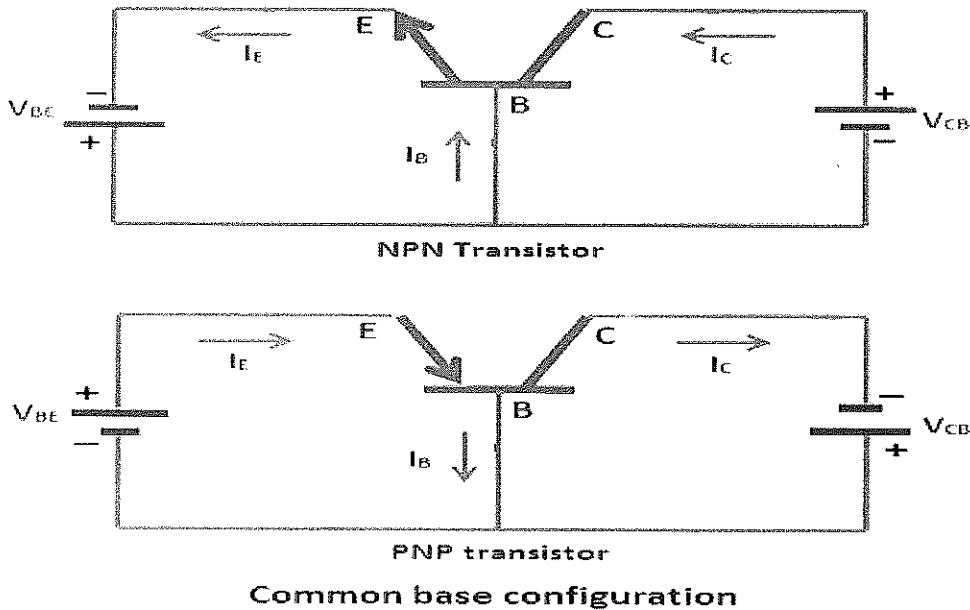 E C
I_E I_C
− +
V_BE B V_CB
+ −
I_B
NPN Transistor
E C
I_E I_C
+ −
V_BE B V_CB
− +
I_B
PNP transistor
Common base configuration